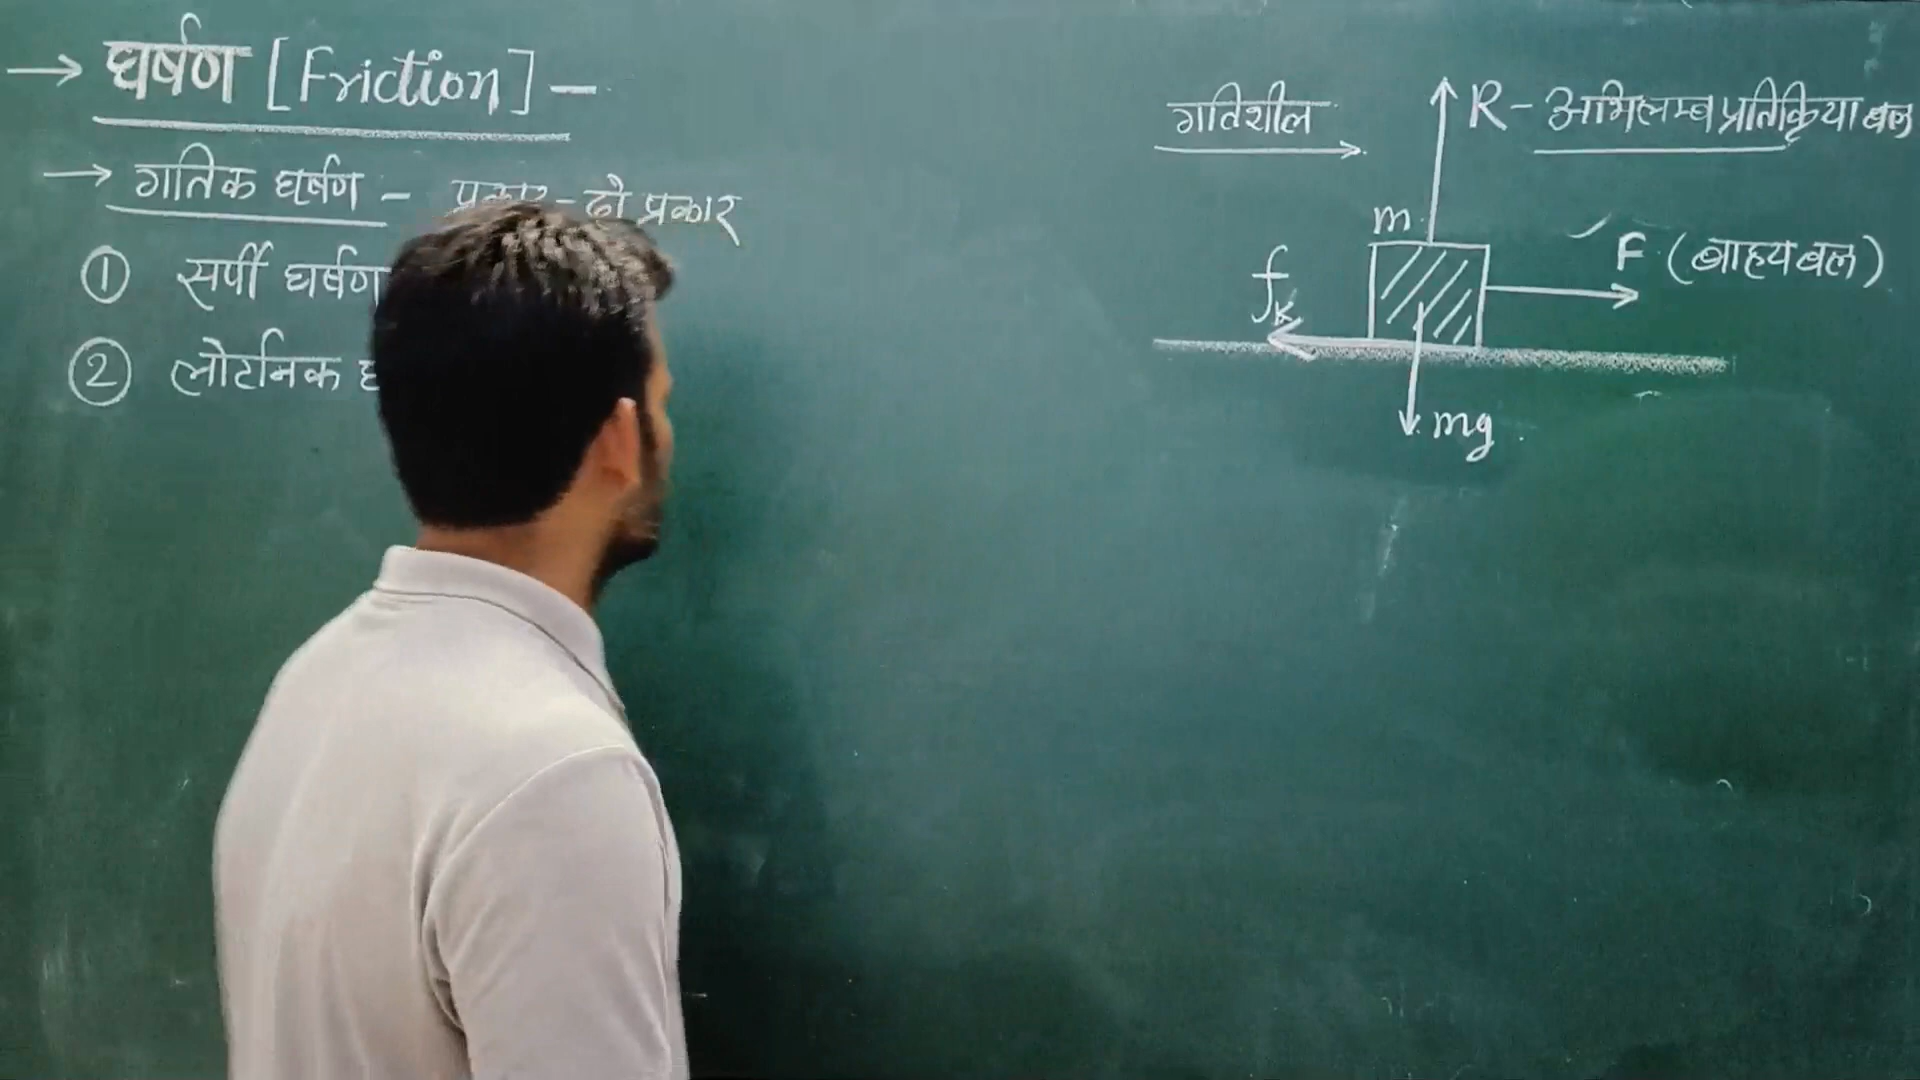 → घर्षण [Friction] –
→ गतिक घर्षण – प्रकार – दो प्रकार
① सर्पी घर्षण
② लोटनिक
गतिशील
R – अभिलम्ब प्रतिक्रिया बल
m
F (बाह्य बल)
fk
mg